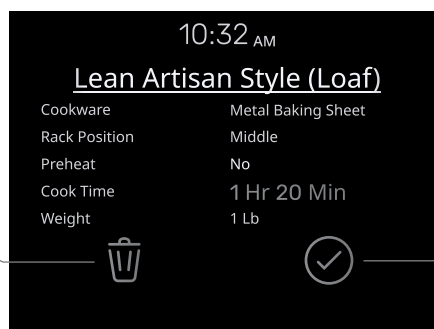 10:32 AM
Lean Artisan Style (Loaf)
Cookware Metal Baking Sheet
Rack Position Middle
Preheat No
Cook Time 1 Hr 20 Min
Weight 1 Lb